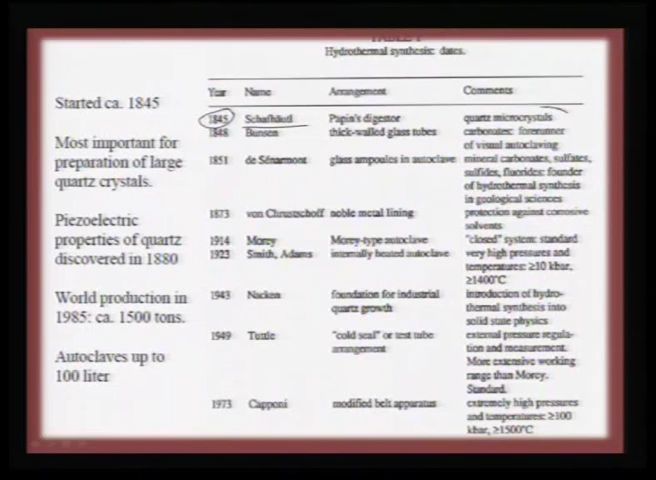 Started ca. 1845
Most important for
preparation of large
quartz crystals.
Piezoelectric
properties of quartz
discovered in 1880
World production in
1985: ca. 1500 tons.
Autoclaves up to
100 liter
Hydrothermal synthesis: dates.
Year Name Arrangement Comments
1845 Schafhäutl Papin's digestor quartz microcrystals
1848 Bunsen thick-walled glass tubes carbonates: forerunner
of visual autoclaving
1851 de Sénarmont glass ampoules in autoclave mineral carbonates, sulfates,
sulfides, fluorides: founder
of hydrothermal synthesis
in geological sciences
1873 von Chrustschoff noble metal lining protection against corrosive
solvents
1914 Morey Morey-type autoclave "closed" system: standard
1923 Smith, Adams internally heated autoclave very high pressures and
temperatures: ≥10 kbar,
≥1400°C
1943 Nacken foundation for industrial introduction of hydro-
quartz growth thermal synthesis into
solid state physics
1949 Tuttle "cold seal" or test tube external pressure regula-
arrangement tion and measurement.
More extensive working
range than Morey.
Standard.
1973 Capponi modified belt apparatus extremely high pressures
and temperatures: ≥100
kbar, ≥1500°C